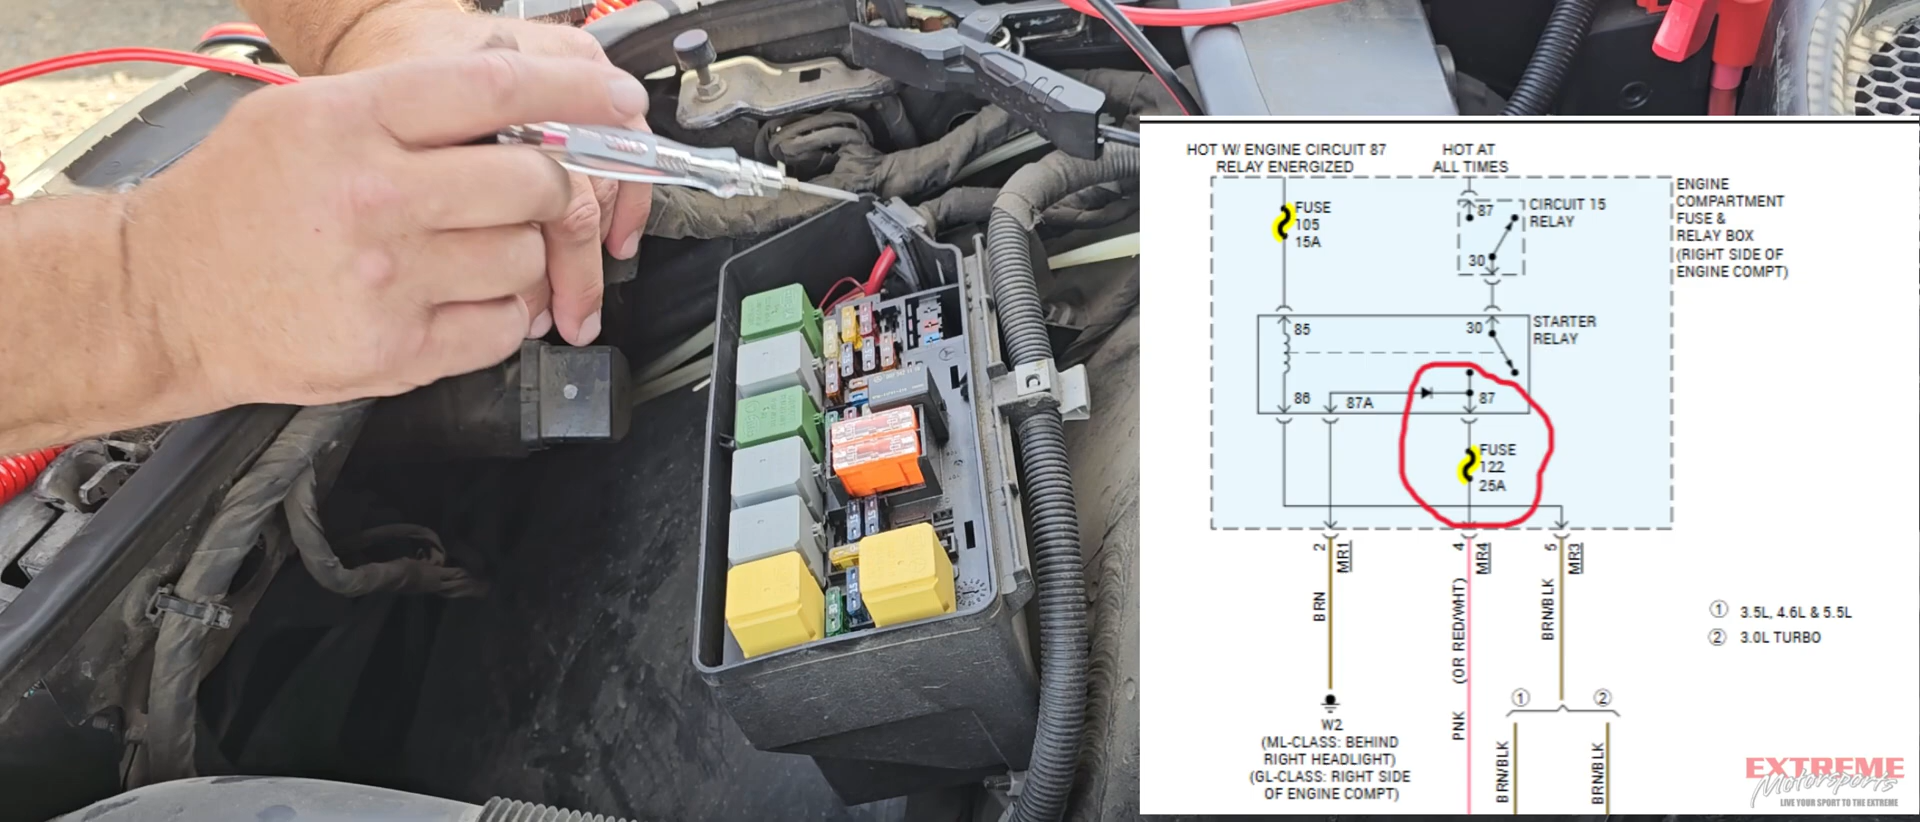 HOT W/ ENGINE CIRCUIT 87
RELAY ENERGIZED
HOT AT
ALL TIMES
FUSE
105
15A
87
CIRCUIT 15
RELAY
30
ENGINE
COMPARTMENT
FUSE &
RELAY BOX
(RIGHT SIDE OF
ENGINE COMPT)
85
30
STARTER
RELAY
86
87A
87
FUSE
122
25A
2
MR1
4
MR4
5
MR3
BRN
(OR RED/WHT)
PNK
BRN/BLK
① 3.5L, 4.6L & 5.5L
② 3.0L TURBO
① ②
W2
(ML-CLASS: BEHIND
RIGHT HEADLIGHT)
(GL-CLASS: RIGHT SIDE
OF ENGINE COMPT)
BRN/BLK
BRN/BLK
EXTREME
Motorsports
LIVE YOUR SPORT TO THE EXTREME